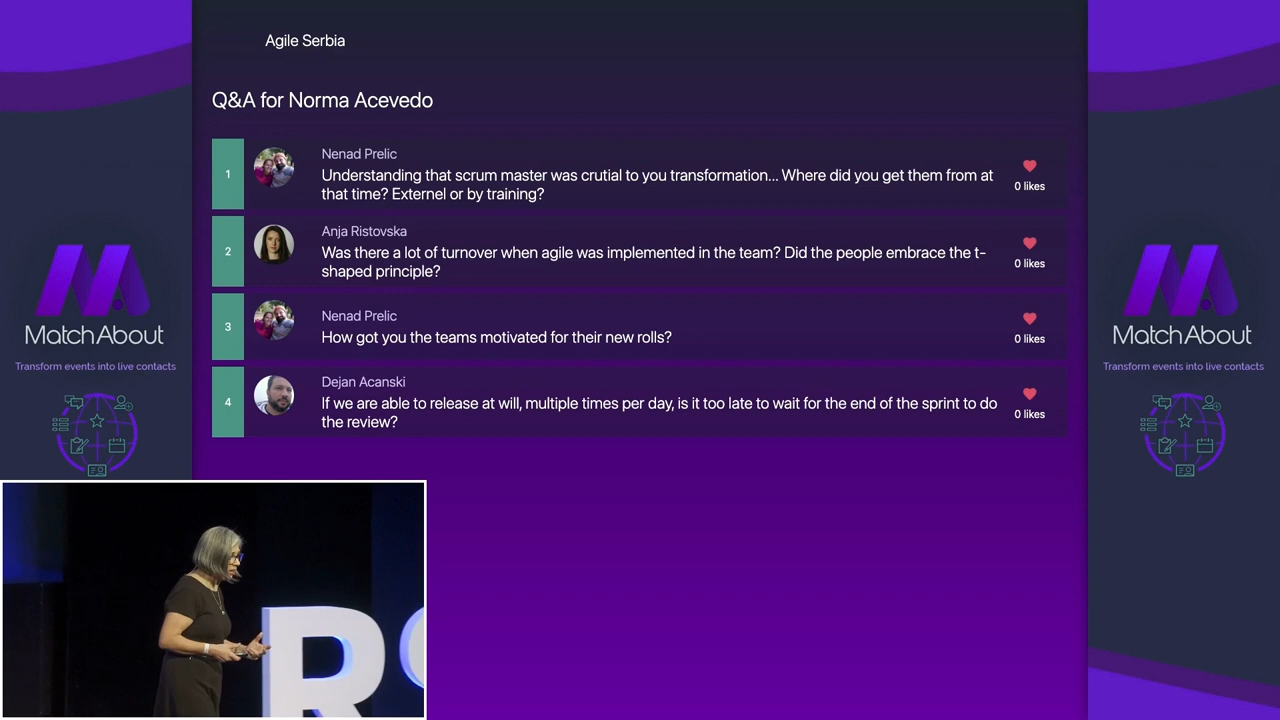 Agile Serbia
Q&A for Norma Acevedo
1
Nenad Prelic
Understanding that scrum master was crutial to you transformation... Where did you get them from at
that time? Externel or by training?
0 likes
2
Anja Ristovska
Was there a lot of turnover when agile was implemented in the team? Did the people embrace the t-
shaped principle?
0 likes
3
Nenad Prelic
How got you the teams motivated for their new rolls?
0 likes
4
Dejan Acanski
If we are able to release at will, multiple times per day, is it too late to wait for the end of the sprint to do
the review?
0 likes
MatchAbout
Transform events into live contacts
MatchAbout
Transform events into live contacts
R